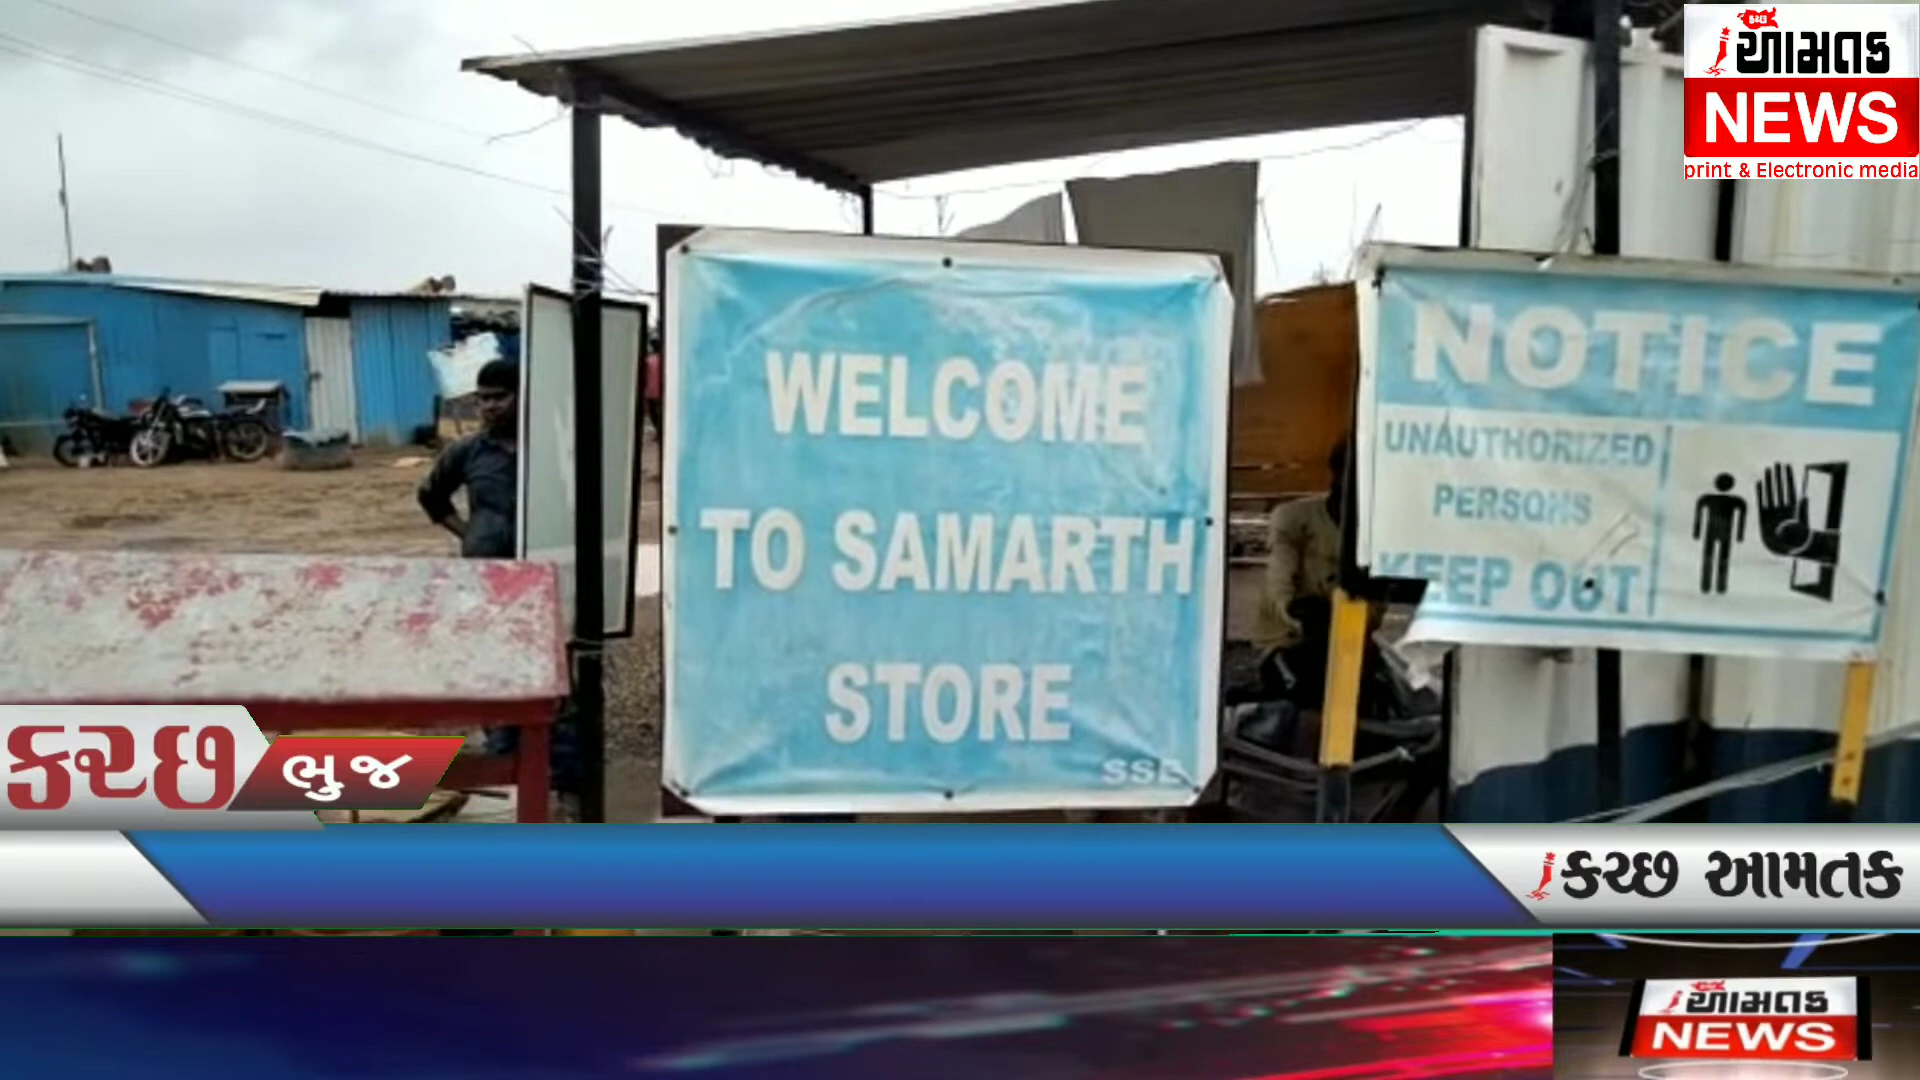 કચ્છ
આમતક
NEWS
print & Electronic media
WELCOME
TO SAMARTH
STORE
NOTICE
UNAUTHORIZED
PERSONS
KEEP OUT
કચ્છ
ભુજ
કચ્છ આમતક
આમતક
NEWS